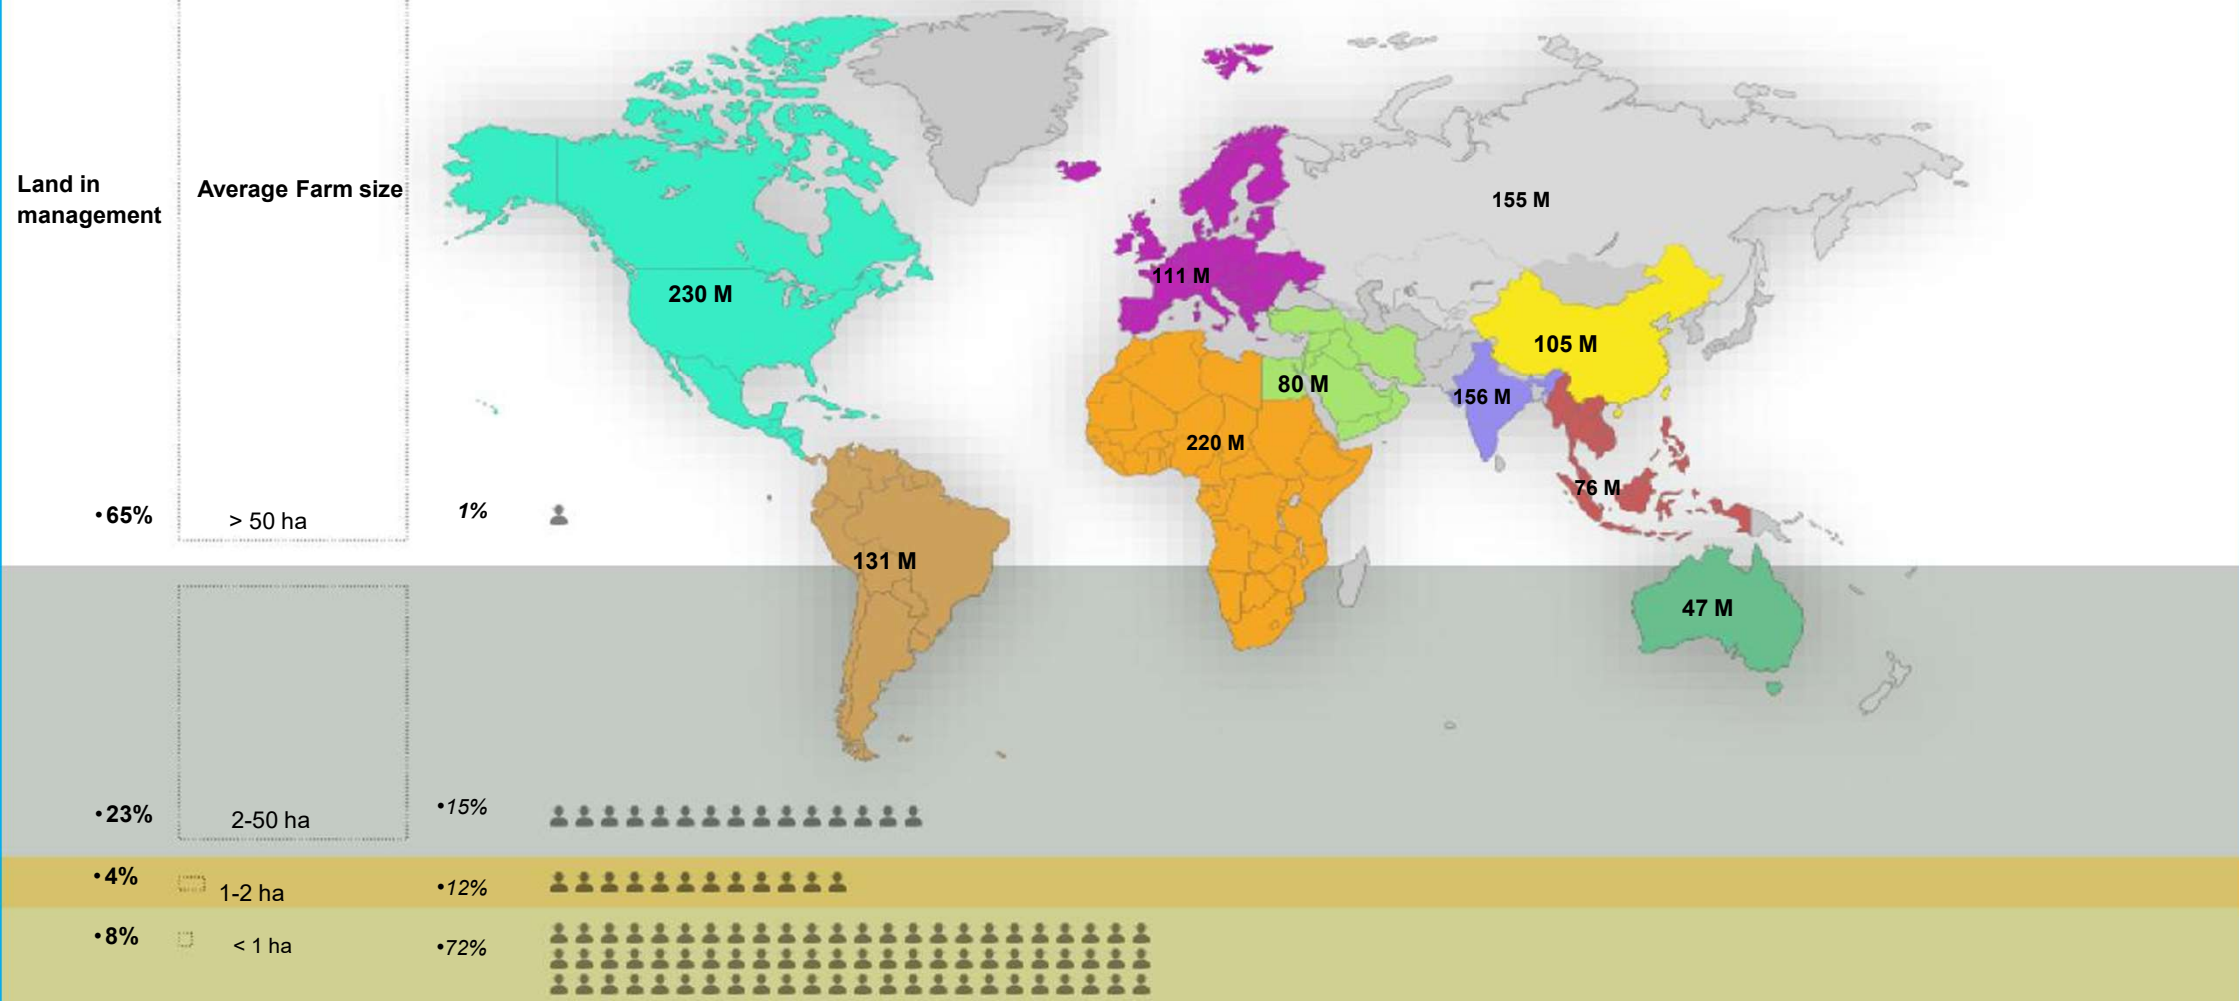 Land in
management
Average Farm size
230 M
111 M
155 M
105 M
80 M
156 M
220 M
76 M
131 M
47 M
•65%
> 50 ha
1%
•23%
2-50 ha
•15%
•4%
1-2 ha
•12%
•8%
< 1 ha
•72%